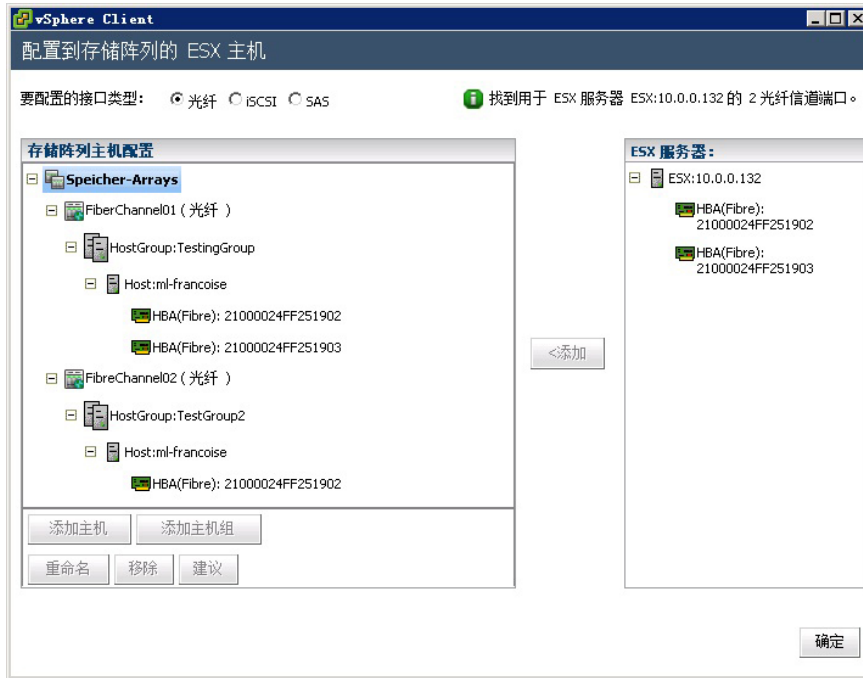 vSphere Client
配置到存储阵列的 ESX 主机
要配置的接口类型： 光纤 iSCSI SAS
找到用于 ESX 服务器 ESX:10.0.0.132 的 2 光纤信道端口。
存储阵列主机配置
Speicher-Arrays
FiberChannel01 ( 光纤 )
HostGroup:TestingGroup
Host:ml-francoise
HBA(Fibre): 21000024FF251902
HBA(Fibre): 21000024FF251903
FibreChannel02 ( 光纤 )
HostGroup:TestGroup2
Host:ml-francoise
HBA(Fibre): 21000024FF251902
添加主机 添加主机组
重命名 移除 建议
<添加
ESX 服务器：
ESX:10.0.0.132
HBA(Fibre):
21000024FF251902
HBA(Fibre):
21000024FF251903
确定